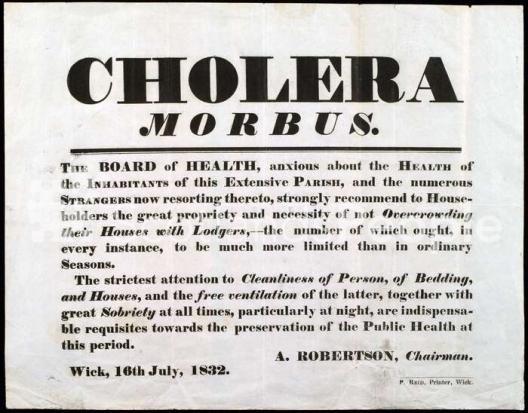 CHOLERA
MORBUS.
THE BOARD of HEALTH, anxious about the HEALTH of
the INHABITANTS of this Extensive PARISH, and the numerous
STRANGERS now resorting thereto, strongly recommend to House-
holders the great propriety and necessity of not Overcrowding
their Houses with Lodgers,—the number of which ought, in
every instance, to be much more limited than in ordinary
Seasons.
The strictest attention to Cleanliness of Person, of Bedding,
and Houses, and the free ventilation of the latter, together with
great Sobriety at all times, particularly at night, are indispensa-
ble requisites towards the preservation of the Public Health at
this period.
A. ROBERTSON, Chairman.
Wick, 16th July, 1832.
P. REID, Printer, Wick.